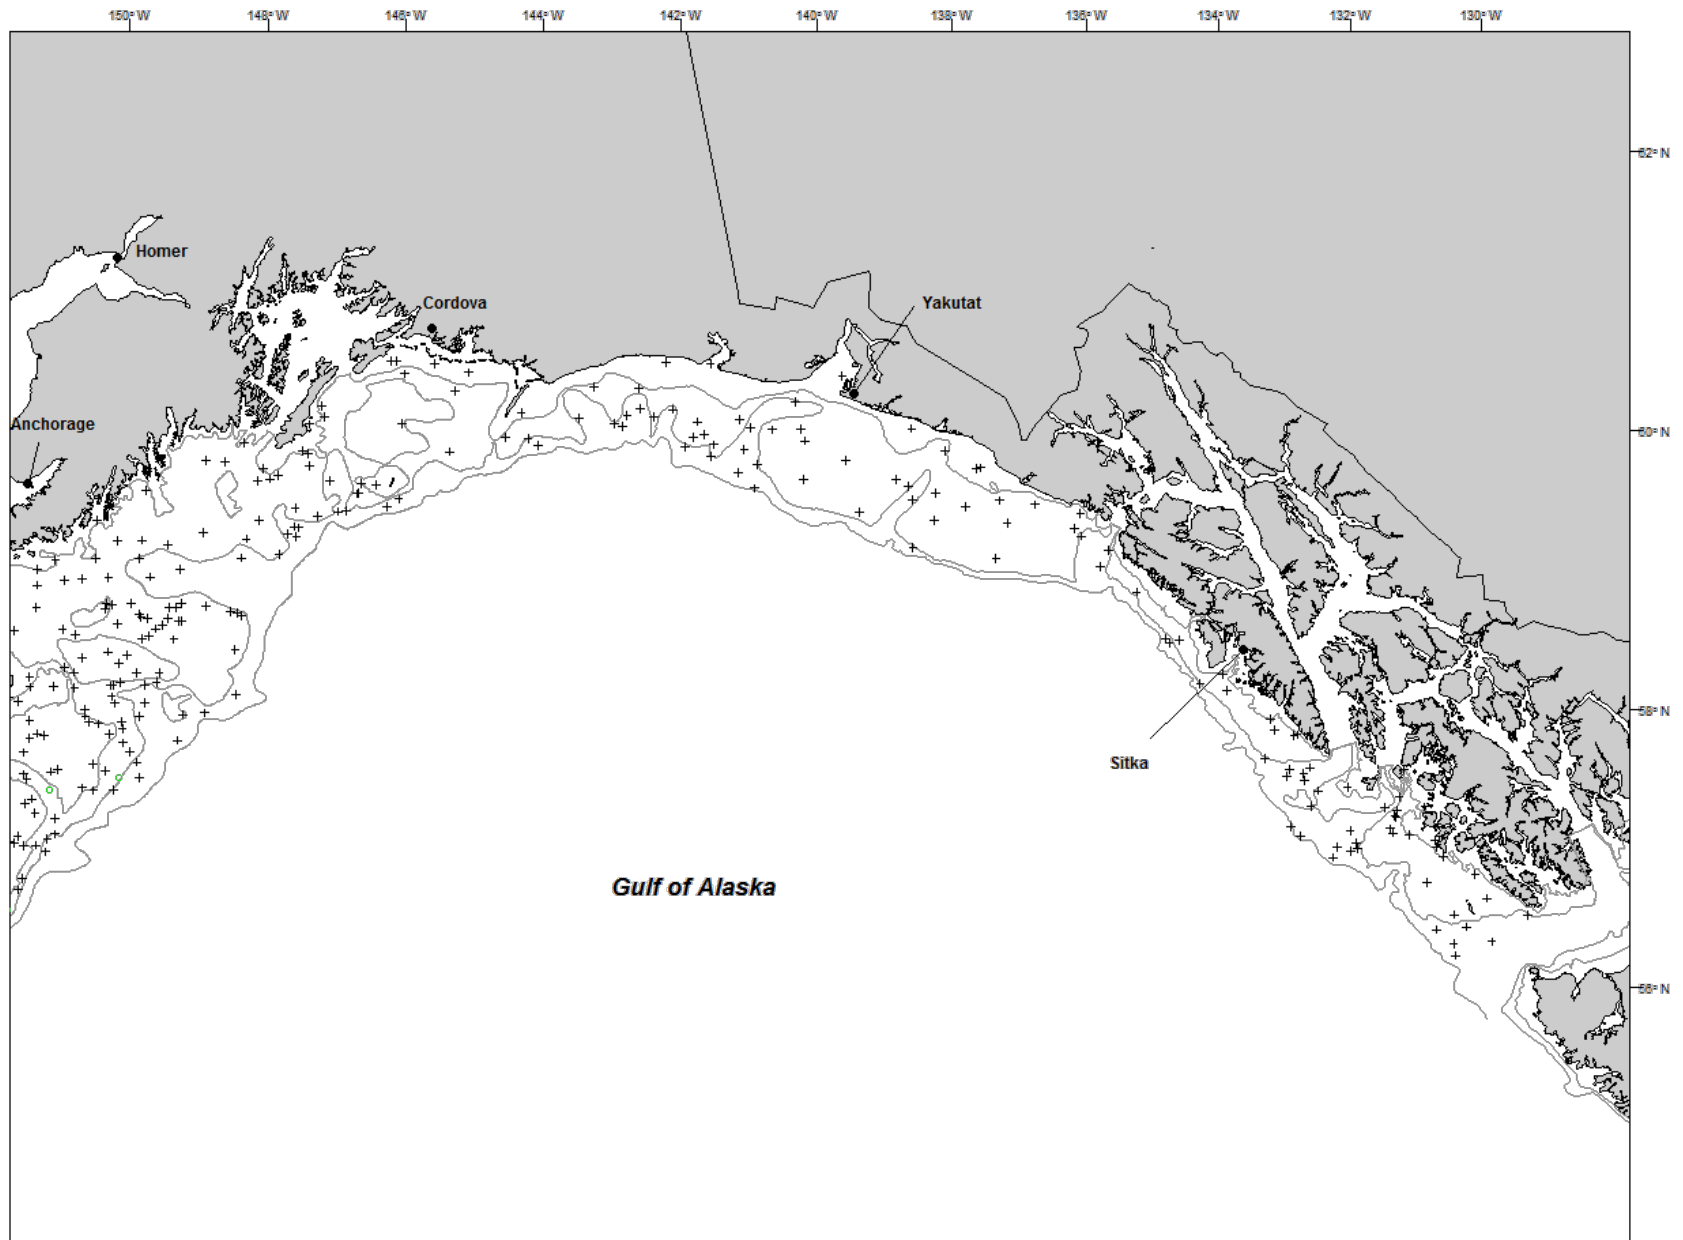 150° W 148° W 146° W 144° W 142° W 140° W 138° W 136° W 134° W 132° W 130° W
62° N
Homer
Cordova
Yakutat
Anchorage
60° N
58° N
Sitka
Gulf of Alaska
56° N